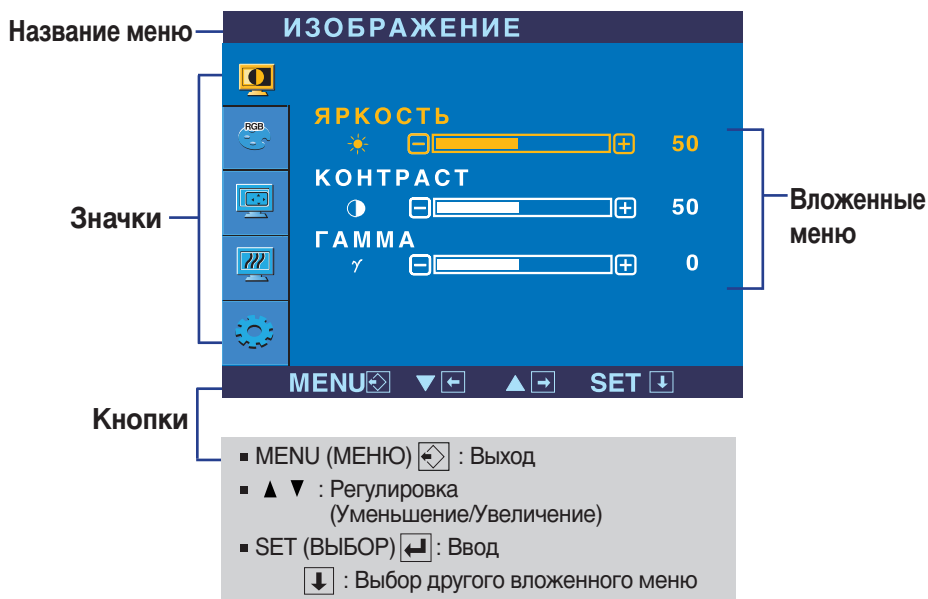 Название меню
ИЗОБРАЖЕНИЕ
RGB
ЯРКОСТЬ
50
КОНТРАСТ
50
ГАММА
γ
0
Значки
Вложенные
меню
MENU ▼ ← ▲ → SET ↓
Кнопки
▪ MENU (МЕНЮ) : Выход
▪ ▲ ▼ : Регулировка
(Уменьшение/Увеличение)
▪ SET (ВЫБОР) ↵ : Ввод
↓ : Выбор другого вложенного меню